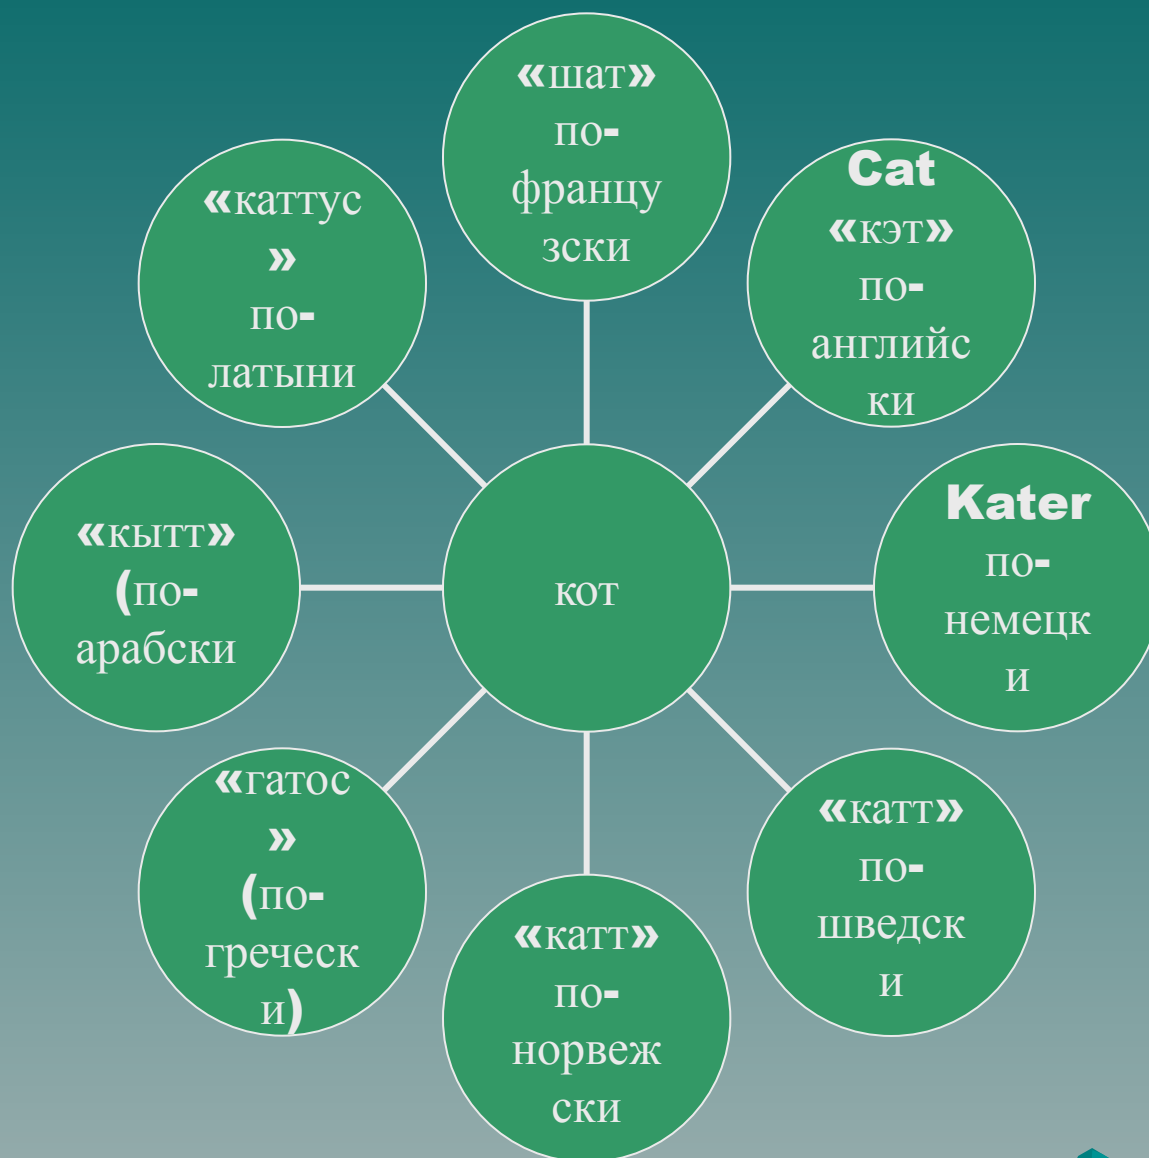 «шат»
по-
францу
зски
Cat
«кэт»
по-
английс
ки
Kater
по-
немецк
и
«катт»
по-
шведск
и
«катт»
по-
норвеж
ски
«гатос
»
(по-
греческ
и)
«кытт»
(по-
арабски
«каттус
»
по-
латыни
кот